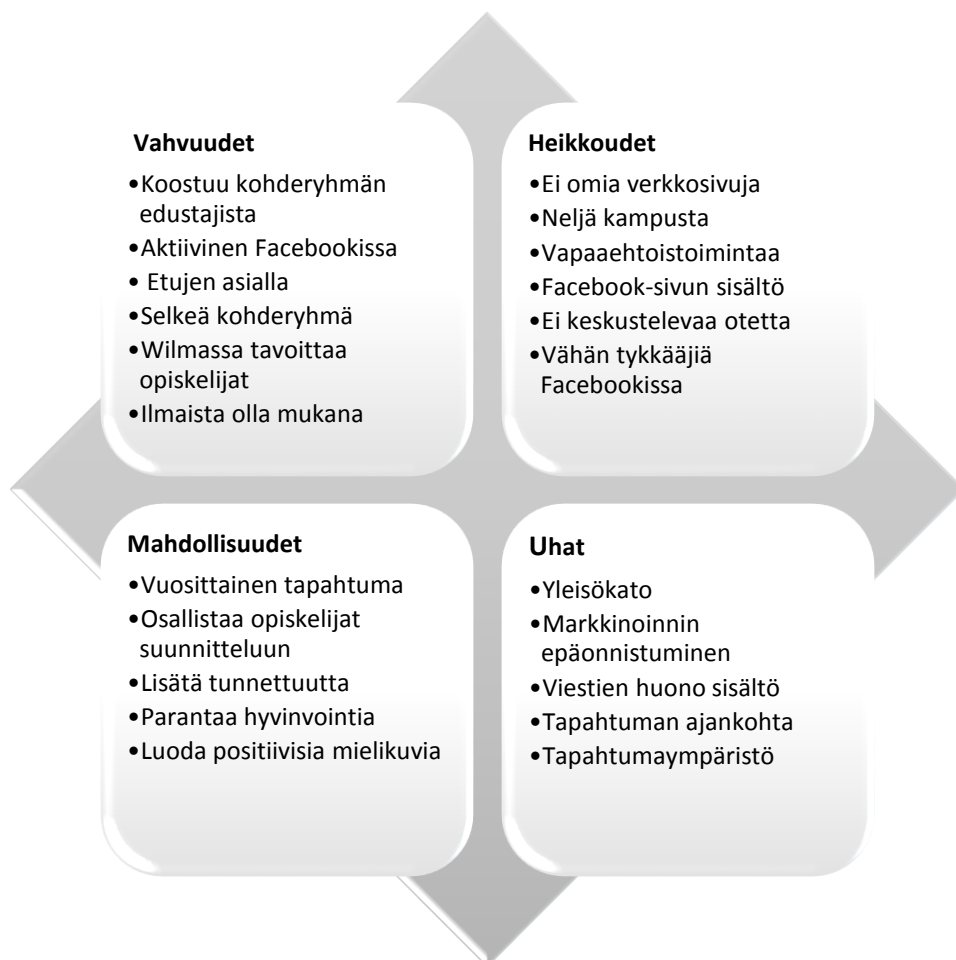 Vahvuudet
•Koostuu kohderyhmän
edustajista
•Aktiivinen Facebookissa
• Etujen asialla
•Selkeä kohderyhmä
•Wilmassa tavoittaa
opiskelijat
•Ilmaista olla mukana
Heikkoudet
•Ei omia verkkosivuja
•Neljä kampusta
•Vapaaehtoistoimintaa
•Facebook-sivun sisältö
•Ei keskustelevaa otetta
•Vähän tykkääjiä
Facebookissa
Mahdollisuudet
•Vuosittainen tapahtuma
•Osallistaa opiskelijat
suunnitteluun
•Lisätä tunnettuutta
•Parantaa hyvinvointia
•Luoda positiivisia mielikuvia
Uhat
•Yleisökato
•Markkinoinnin
epäonnistuminen
•Viestien huono sisältö
•Tapahtuman ajankohta
•Tapahtumaympäristö